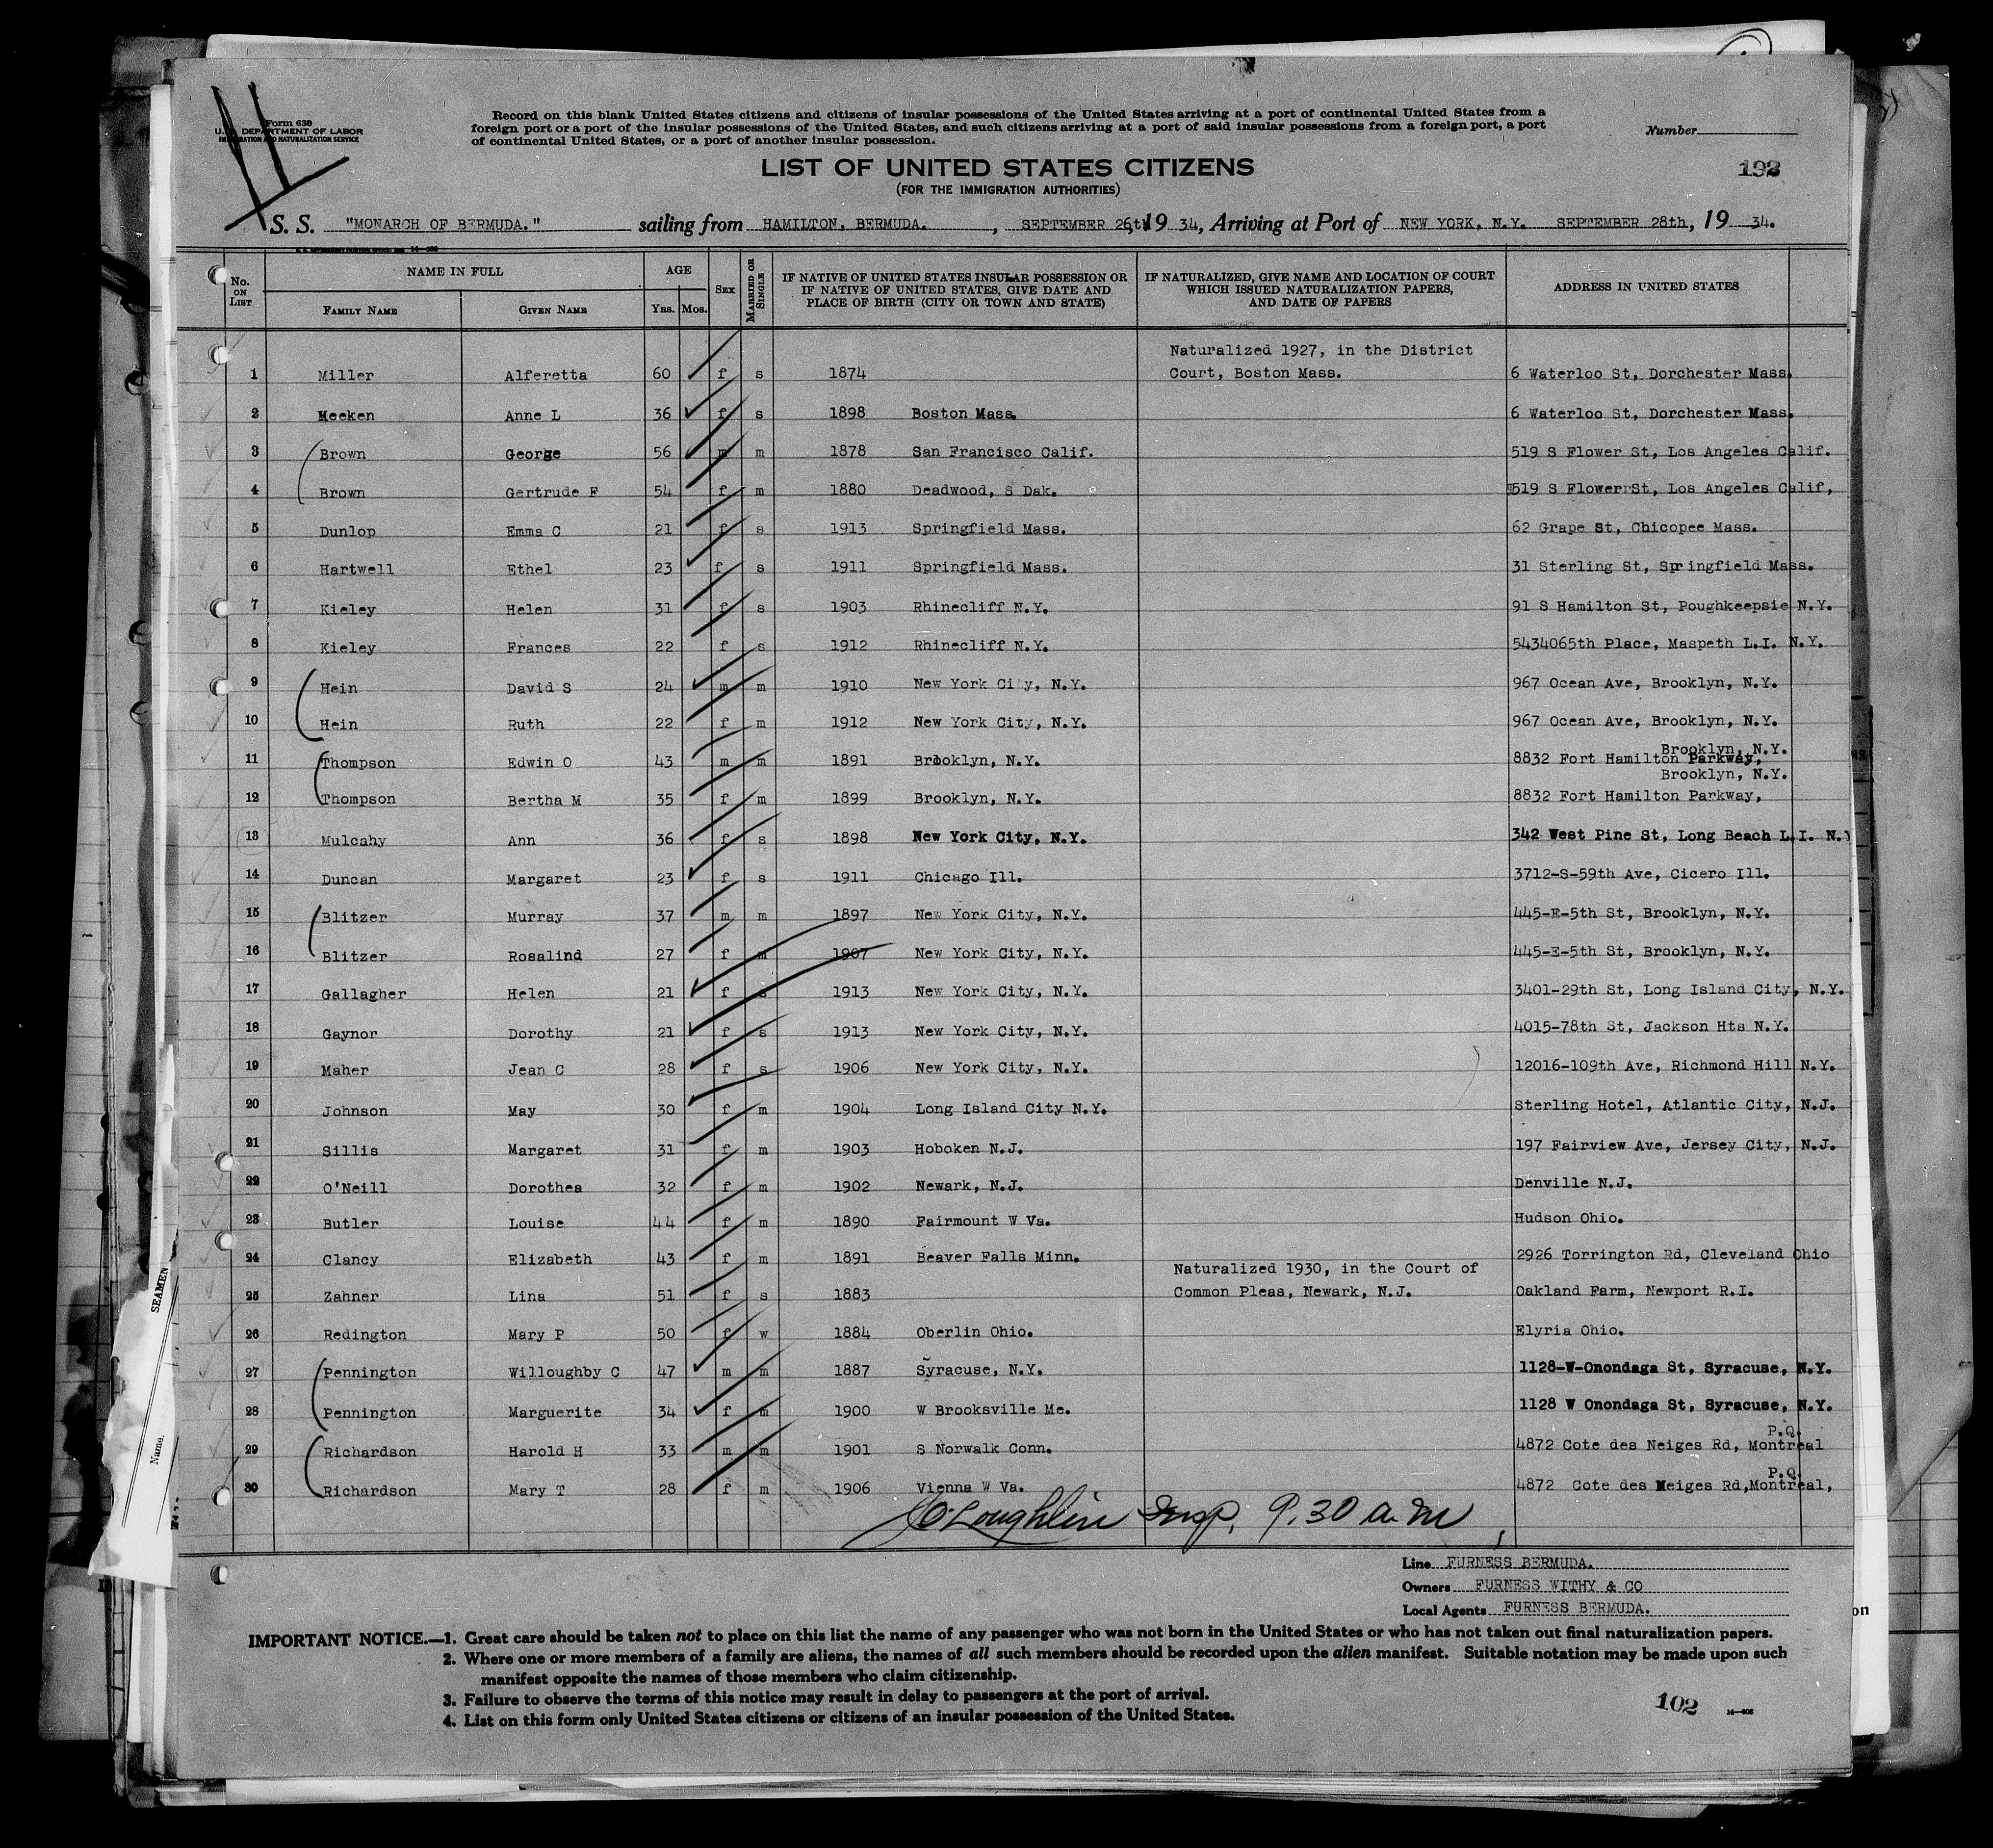 Form 630
U.S. DEPARTMENT OF LABOR
IMMIGRATION AND NATURALIZATION SERVICE
Record on this blank United States citizens and citizens of insular possessions of the United States arriving at a port of continental United States from a
foreign port or a port of the insular possessions of the United States, and such citizens arriving at a port of said insular possessions from a foreign port, a port
of continental United States, or a port of another insular possession.
Number
LIST OF UNITED STATES CITIZENS
192
(FOR THE IMMIGRATION AUTHORITIES)
S. S. "MONARCH OF BERMUDA." sailing from HAMILTON, BERMUDA. , SEPTEMBER 26th, 19 34, Arriving at Port of NEW YORK, N.Y. SEPTEMBER 28th, 19 34.
No. ON LIST NAME IN FULL FAMILY NAME GIVEN NAME AGE YRS. MOS. SEX MARRIED OR SINGLE IF NATIVE OF UNITED STATES INSULAR POSSESSION OR IF NATIVE OF UNITED STATES, GIVE DATE AND PLACE OF BIRTH (CITY OR TOWN AND STATE) IF NATURALIZED, GIVE NAME AND LOCATION OF COURT WHICH ISSUED NATURALIZATION PAPERS, AND DATE OF PAPERS ADDRESS IN UNITED STATES
Naturalized 1927, in the District
1 Miller Alferetta 60 f s 1874 Court, Boston Mass. 6 Waterloo St, Dorchester Mass.
2 Meeken Anne L 36 f s 1898 Boston Mass. 6 Waterloo St, Dorchester Mass.
3 Brown George 56 m m 1878 San Francisco Calif. 519 S Flower St, Los Angeles Calif.
4 Brown Gertrude F 54 f m 1880 Deadwood, S Dak. 519 S Flower St, Los Angeles Calif,
5 Dunlop Emma C 21 f s 1913 Springfield Mass. 62 Grape St, Chicopee Mass.
6 Hartwell Ethel 23 f s 1911 Springfield Mass. 31 Sterling St, Springfield Mass.
7 Kieley Helen 31 f s 1903 Rhinecliff N.Y. 91 S Hamilton St, Poughkeepsie N.Y.
8 Kieley Frances 22 f s 1912 Rhinecliff N.Y. 5434065th Place, Maspeth L.I. N.Y.
9 Hein David S 24 m m 1910 New York City, N.Y. 967 Ocean Ave, Brooklyn, N.Y.
10 Hein Ruth 22 f m 1912 New York City, N.Y. 967 Ocean Ave, Brooklyn, N.Y.
Brooklyn, N.Y.
11 Thompson Edwin O 43 m m 1891 Brooklyn, N.Y. 8832 Fort Hamilton Parkway,
Brooklyn, N.Y.
12 Thompson Bertha M 35 f m 1899 Brooklyn, N.Y. 8832 Fort Hamilton Parkway,
13 Mulcahy Ann 36 f s 1898 New York City, N.Y. 342 West Pine St, Long Beach L.I. N.Y
14 Duncan Margaret 23 f s 1911 Chicago Ill. 3712-S-59th Ave, Cicero Ill.
15 Blitzer Murray 37 m m 1897 New York City, N.Y. 445-E-5th St, Brooklyn, N.Y.
16 Blitzer Rosalind 27 f m 1907 New York City, N.Y. 445-E-5th St, Brooklyn, N.Y.
17 Gallagher Helen 21 f s 1913 New York City, N.Y. 3401-29th St, Long Island City, N.Y.
18 Gaynor Dorothy 21 f s 1913 New York City, N.Y. 4015-78th St, Jackson Hts N.Y.
19 Maher Jean C 28 f s 1906 New York City, N.Y. 12016-109th Ave, Richmond Hill N.Y.
20 Johnson May 30 f m 1904 Long Island City N.Y. Sterling Hotel, Atlantic City, N.J.
21 Sillis Margaret 31 f m 1903 Hoboken N.J. 197 Fairview Ave, Jersey City, N.J.
22 O'Neill Dorothea 32 f m 1902 Newark, N.J. Denville N.J.
23 Butler Louise 44 f m 1890 Fairmount W Va. Hudson Ohio.
24 Clancy Elizabeth 43 f m 1891 Beaver Falls Minn. 2926 Torrington Rd, Cleveland Ohio
Naturalized 1930, in the Court of
25 Zahner Lina 51 f s 1883 Common Pleas, Newark, N.J. Oakland Farm, Newport R.I.
26 Redington Mary P 50 f w 1884 Oberlin Ohio. Elyria Ohio.
27 Pennington Willoughby C 47 m m 1887 Syracuse, N.Y. 1128-W-Onondaga St, Syracuse, N.Y.
28 Pennington Marguerite 34 f m 1900 W Brooksville Me. 1128 W Onondaga St, Syracuse, N.Y.
P.Q.
29 Richardson Harold H 33 m m 1901 S Norwalk Conn. 4872 Cote des Neiges Rd, Montreal
P.Q.
30 Richardson Mary T 28 f m 1906 Vienna W Va. 4872 Cote des Neiges Rd,Montreal,
O'Loughlin Insp. 9.30 a.m
Line FURNESS BERMUDA.
Owners FURNESS WITHY & CO
Local Agents FURNESS BERMUDA.
IMPORTANT NOTICE.—1. Great care should be taken not to place on this list the name of any passenger who was not born in the United States or who has not taken out final naturalization papers.
2. Where one or more members of a family are aliens, the names of all such members should be recorded upon the alien manifest. Suitable notation may be made upon such
manifest opposite the names of those members who claim citizenship.
3. Failure to observe the terms of this notice may result in delay to passengers at the port of arrival.
4. List on this form only United States citizens or citizens of an insular possession of the United States.
102
SEAMEN
Name.
on